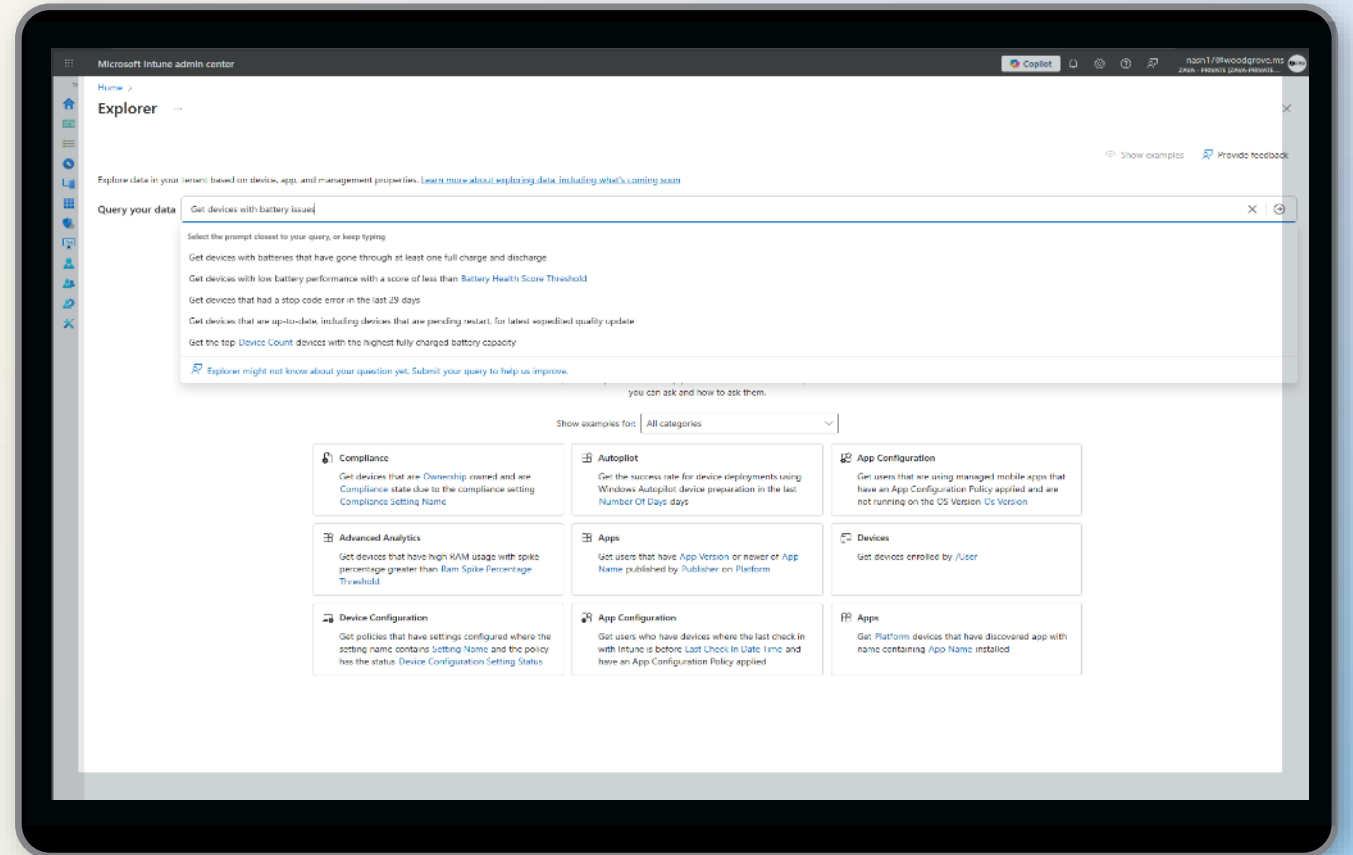 Microsoft Intune admin center
Copilot
nasn17@woodgrove.ms
ZAVA - PRIVATE (ZAVA-PRIVATE...
Home >
Explorer ...
Show examples
Provide feedback
Explore data in your tenant based on device, app, and management properties. Learn more about exploring data, including what's coming soon
Query your data
Get devices with battery issues
Select the prompt closest to your query, or keep typing
Get devices with batteries that have gone through at least one full charge and discharge
Get devices with low battery performance with a score of less than Battery Health Score Threshold
Get devices that had a stop code error in the last 29 days
Get devices that are up-to-date, including devices that are pending restart, for latest expedited quality update
Get the top Device Count devices with the highest fully charged battery capacity
Explorer might not know about your question yet. Submit your query to help us improve.
you can ask and how to ask them.
Show examples for: All categories
Compliance
Get devices that are Ownership owned and are
Compliance state due to the compliance setting
Compliance Setting Name
Autopilot
Get the success rate for device deployments using
Windows Autopilot device preparation in the last
Number Of Days days
App Configuration
Get users that are using managed mobile apps that
have an App Configuration Policy applied and are
not running on the OS Version Os Version
Advanced Analytics
Get devices that have high RAM usage with spike
percentage greater than Ram Spike Percentage
Threshold
Apps
Get users that have App Version or newer of App
Name published by Publisher on Platform
Devices
Get devices enrolled by /User
Device Configuration
Get policies that have settings configured where the
setting name contains Setting Name and the policy
has the status Device Configuration Setting Status
App Configuration
Get users who have devices where the last check in
with Intune is before Last Check In Date Time and
have an App Configuration Policy applied
Apps
Get Platform devices that have discovered app with
name containing App Name installed